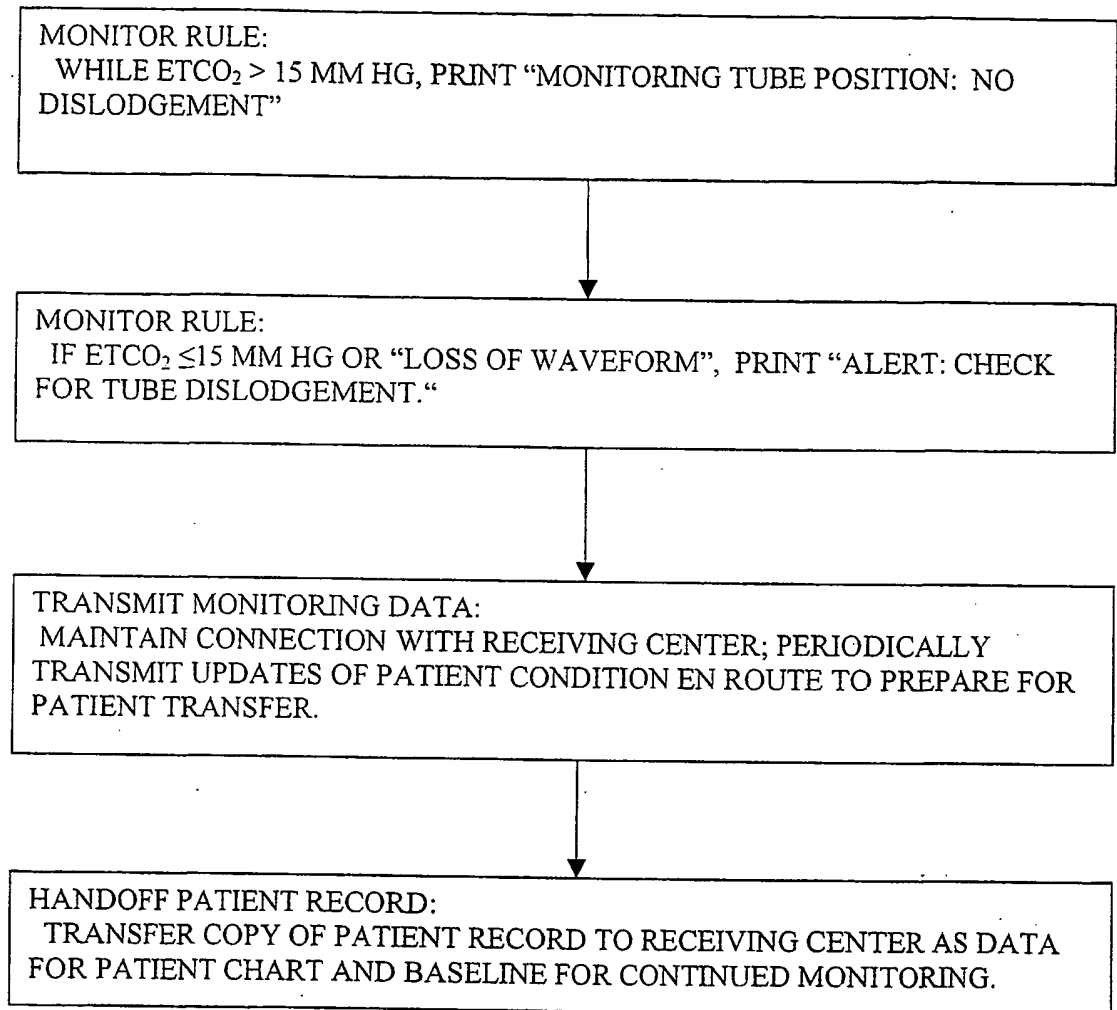 MONITOR RULE:
WHILE ETCO₂ > 15 MM HG, PRINT “MONITORING TUBE POSITION: NO
DISLODGEMENT”
MONITOR RULE:
IF ETCO₂ ≤15 MM HG OR “LOSS OF WAVEFORM”, PRINT “ALERT: CHECK
FOR TUBE DISLODGEMENT.“
TRANSMIT MONITORING DATA:
MAINTAIN CONNECTION WITH RECEIVING CENTER; PERIODICALLY
TRANSMIT UPDATES OF PATIENT CONDITION EN ROUTE TO PREPARE FOR
PATIENT TRANSFER.
HANDOFF PATIENT RECORD:
TRANSFER COPY OF PATIENT RECORD TO RECEIVING CENTER AS DATA
FOR PATIENT CHART AND BASELINE FOR CONTINUED MONITORING.